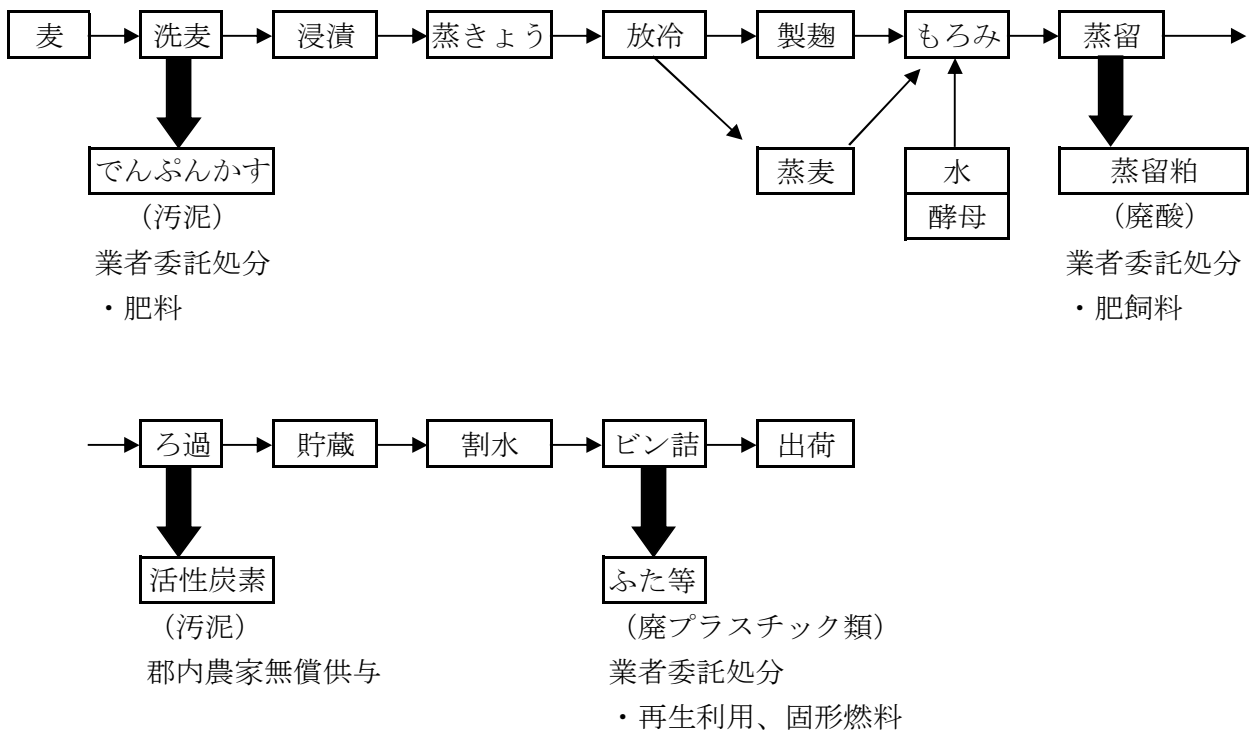 麦 洗麦 浸漬 蒸きょう 放冷 製麹 もろみ 蒸留
でんぷんかす 蒸麦 水 蒸留粕
（汚泥） 酵母 （廃酸）
業者委託処分 業者委託処分
・肥料 ・肥飼料
ろ過 貯蔵 割水 ビン詰 出荷
活性炭素 ふた等
（汚泥） （廃プラスチック類）
郡内農家無償供与 業者委託処分
・再生利用、固形燃料